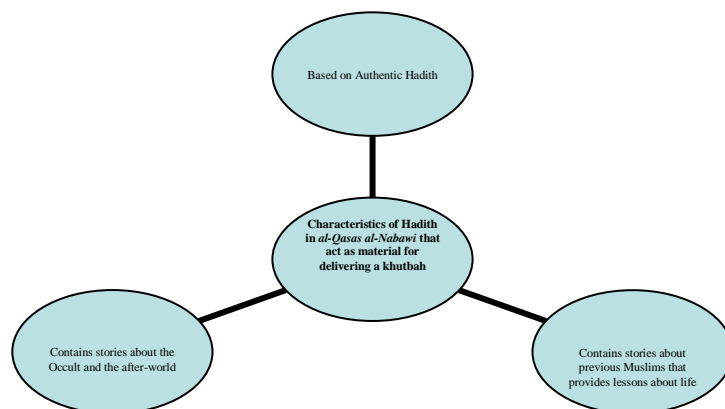 Based on Authentic Hadith
Characteristics of Hadith
in al-Qasas al-Nabawi that
act as material for
delivering a khutbah
Contains stories about the
Occult and the after-world
Contains stories about
previous Muslims that
provides lessons about life